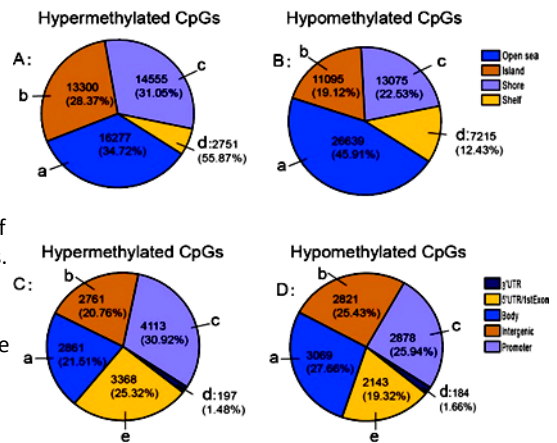 Hypermethylated CpGs
Hypomethylated CpGs
A:
b
13300
(28.37%)
14555
(31.05%)
c
16277
(34.72%)
d:2751
(55.87%)
a
B:
b
11095
(19.12%)
13075
(22.53%)
c
26639
(45.91%)
d:7215
(12.43%)
a
Open sea
Island
Shore
Shelf
of
s.
e
Hypermethylated CpGs
Hypomethylated CpGs
C:
b
2761
(20.76%)
4113
(30.92%)
c
2861
(21.51%)
a
3368
(25.32%)
d:197
(1.48%)
e
D:
b
2821
(25.43%)
2878
(25.94%)
c
3069
(27.66%)
a
2143
(19.32%)
d:184
(1.66%)
e
3'UTR
5'UTR/1stExon
Body
Intergenic
Promoter